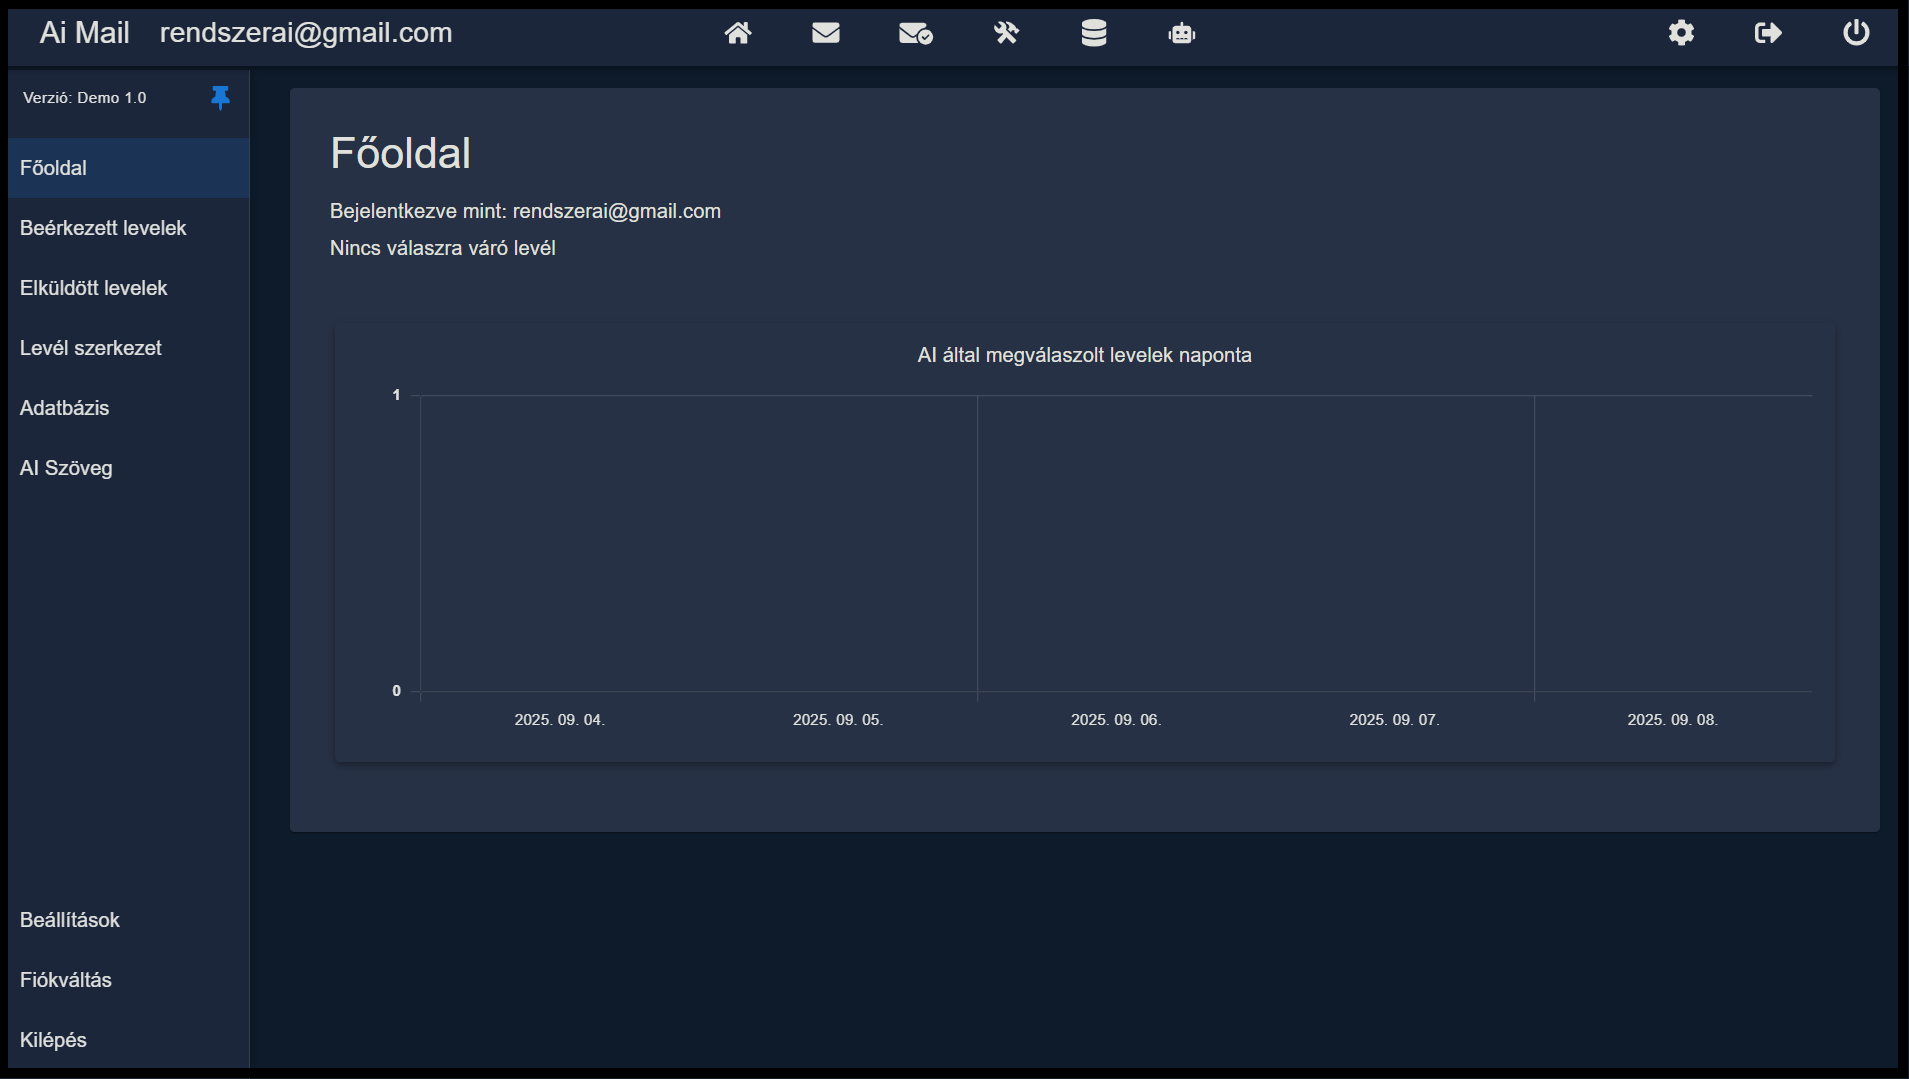 Ai Mail rendszerai@gmail.com
Verzió: Demo 1.0
Főoldal
Beérkezett levelek
Elküldött levelek
Levél szerkezet
Adatbázis
AI Szöveg
Beállítások
Fiókváltás
Kilépés
Főoldal
Bejelentkezve mint: rendszerai@gmail.com
Nincs válaszra váró levél
AI által megválaszolt levelek naponta
1
0
2025. 09. 04. 2025. 09. 05. 2025. 09. 06. 2025. 09. 07. 2025. 09. 08.